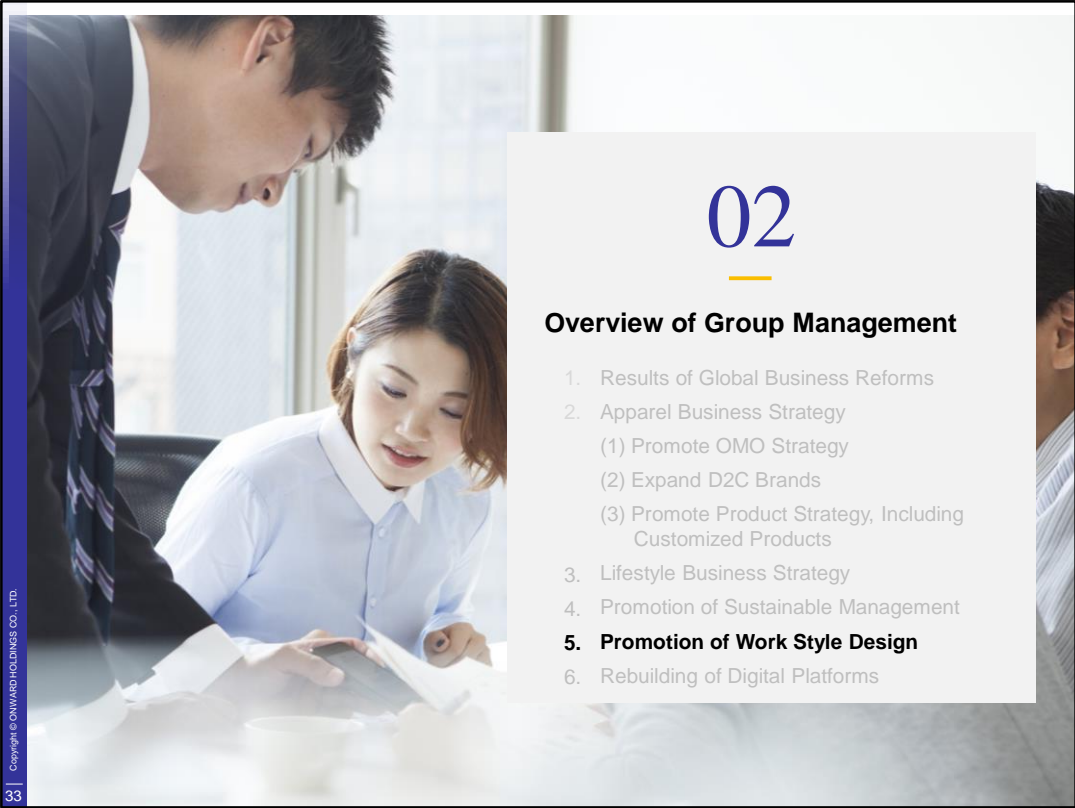 02
Overview of Group Management
1. Results of Global Business Reforms
2. Apparel Business Strategy
(1) Promote OMO Strategy
(2) Expand D2C Brands
(3) Promote Product Strategy, Including
Customized Products
3. Lifestyle Business Strategy
4. Promotion of Sustainable Management
5. Promotion of Work Style Design
6. Rebuilding of Digital Platforms
Copyright © ONWARD HOLDINGS CO., LTD.
33